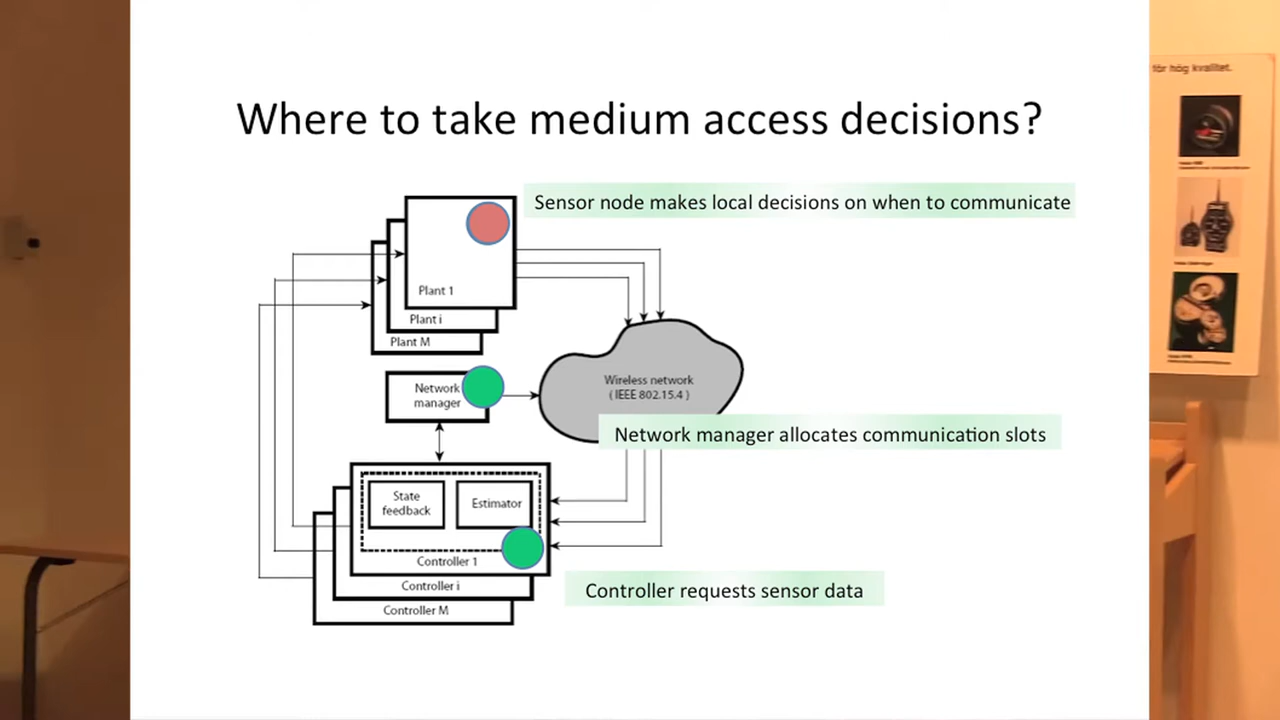 Where to take medium access decisions?
Sensor node makes local decisions on when to communicate
Plant 1
Plant i
Plant M
Network
manager
Wireless network
( IEEE 802.15.4 )
Network manager allocates communication slots
State
feedback
Estimator
Controller 1
Controller i
Controller M
Controller requests sensor data
för hög kvalitet.